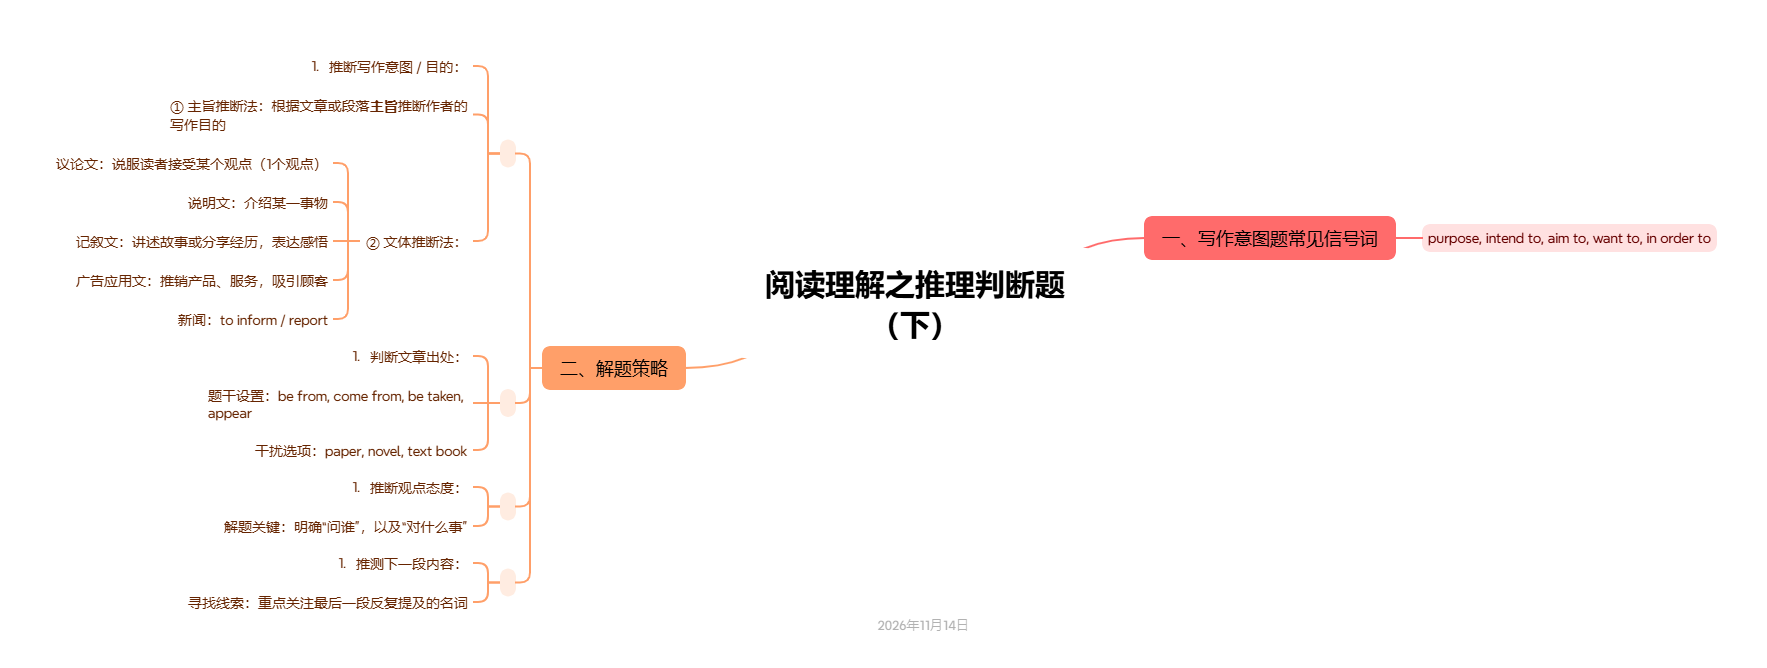 阅读理解之推理判断题
（下）
一、写作意图题常见信号词
purpose, intend to, aim to, want to, in order to
二、解题策略
1. 推断写作意图 / 目的：
① 主旨推断法：根据文章或段落主旨推断作者的
写作目的
② 文体推断法：
议论文：说服读者接受某个观点（1个观点）
说明文：介绍某一事物
记叙文：讲述故事或分享经历，表达感悟
广告应用文：推销产品、服务，吸引顾客
新闻：to inform / report
1. 判断文章出处：
题干设置：be from, come from, be taken,
appear
干扰选项：paper, novel, text book
1. 推断观点态度：
解题关键：明确“问谁”，以及“对什么事”
1. 推测下一段内容：
寻找线索：重点关注最后一段反复提及的名词
2026年11月14日